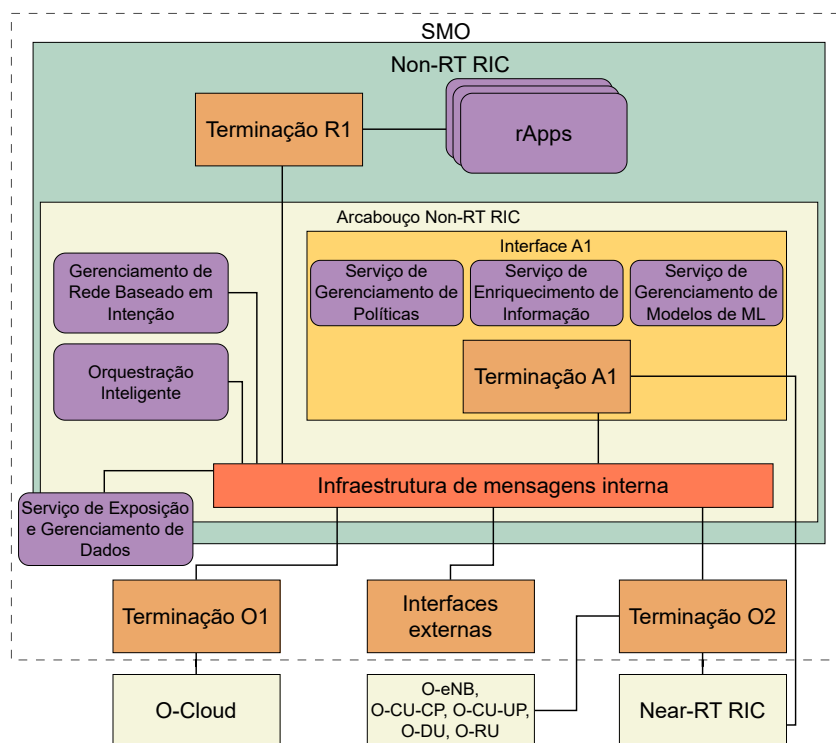 SMO
Non-RT RIC
Terminação R1
rApps
Arcabouço Non-RT RIC
Interface A1
Gerenciamento de
Rede Baseado em
Intenção
Serviço de
Gerenciamento de
Políticas
Serviço de
Enriquecimento de
Informação
Serviço de
Gerenciamento de
Modelos de ML
Orquestração
Inteligente
Terminação A1
Infraestrutura de mensagens interna
Serviço de Exposição
e Gerenciamento de
Dados
Terminação O1
Interfaces
externas
Terminação O2
O-Cloud
O-eNB,
O-CU-CP, O-CU-UP,
O-DU, O-RU
Near-RT RIC